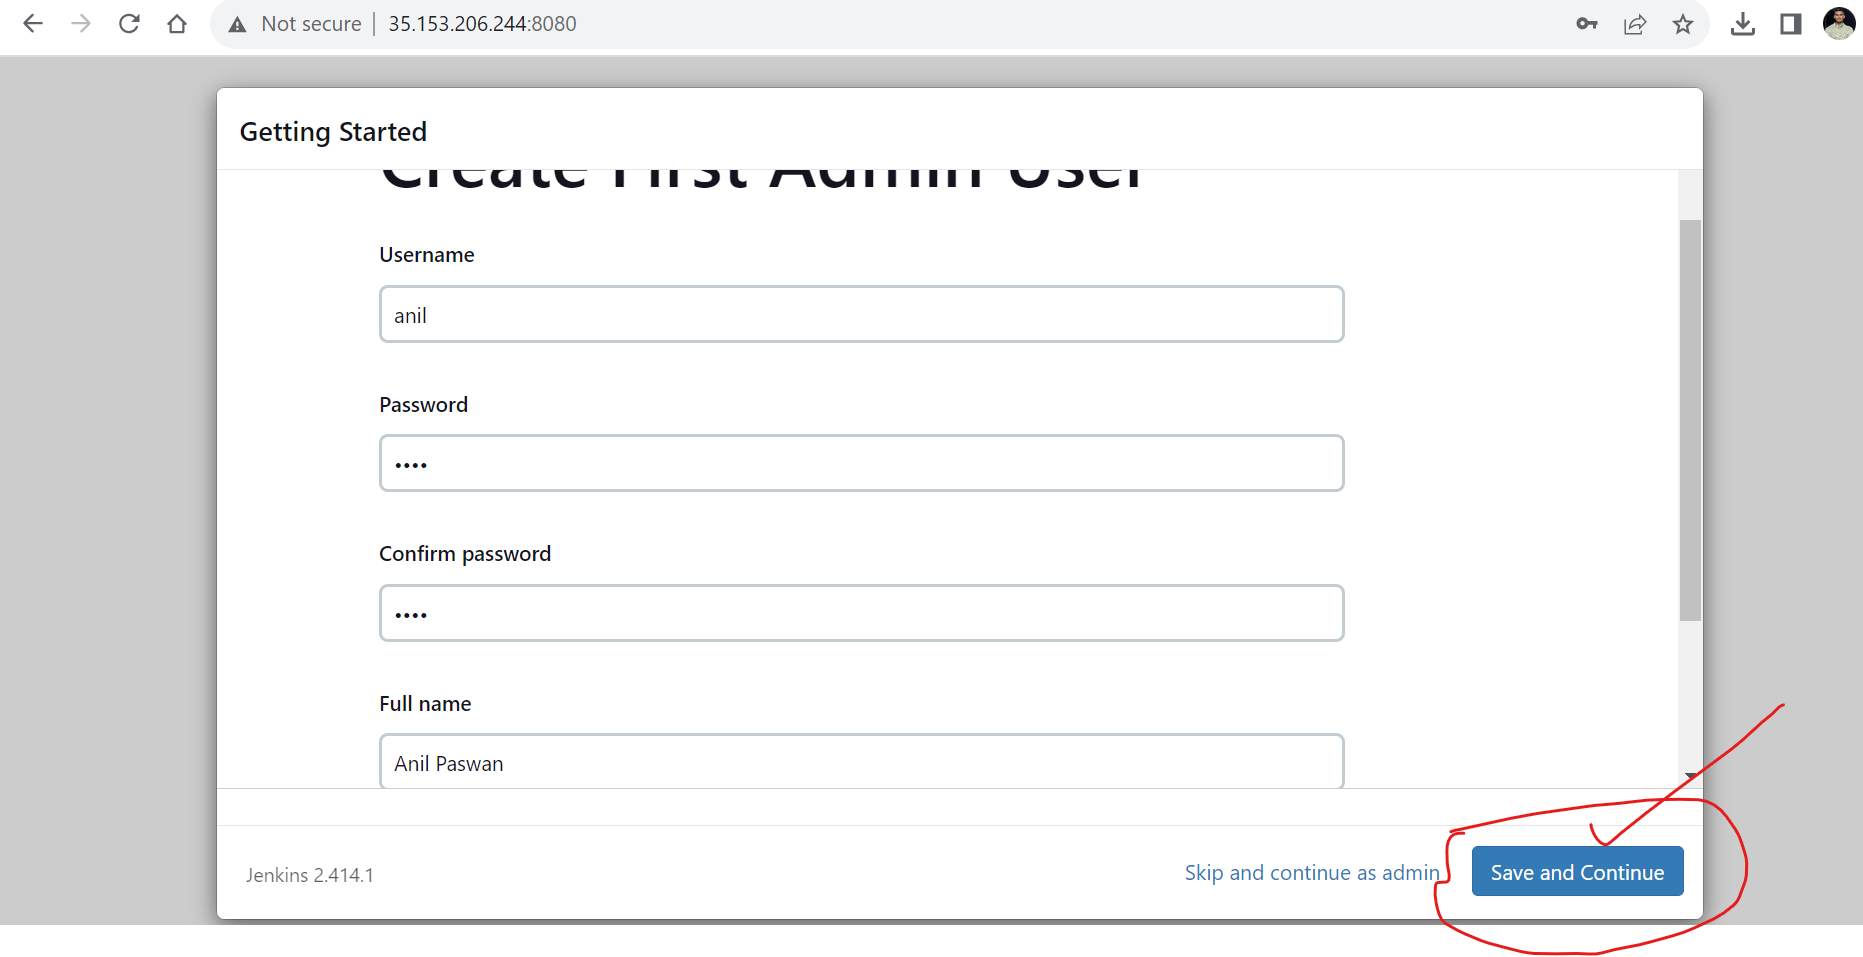 Not secure | 35.153.206.244:8080
Getting Started
Create First Admin User
Username
anil
Password
••••
Confirm password
••••
Full name
Anil Paswan
Jenkins 2.414.1
Skip and continue as admin
Save and Continue